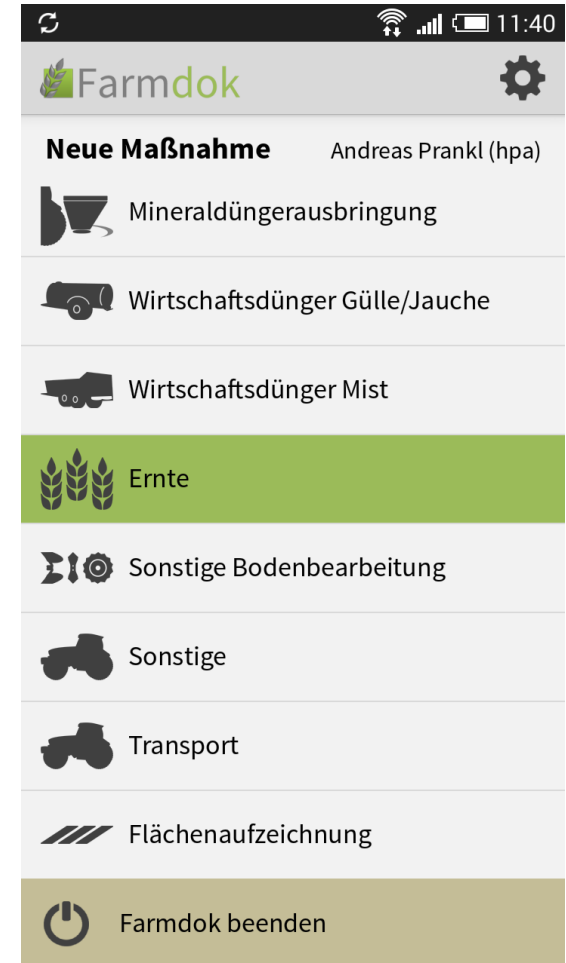 11:40
Farmdok
Neue Maßnahme Andreas Prankl (hpa)
Mineraldüngerausbringung
Wirtschaftsdünger Gülle/Jauche
Wirtschaftsdünger Mist
Ernte
Sonstige Bodenbearbeitung
Sonstige
Transport
Flächenaufzeichnung
Farmdok beenden